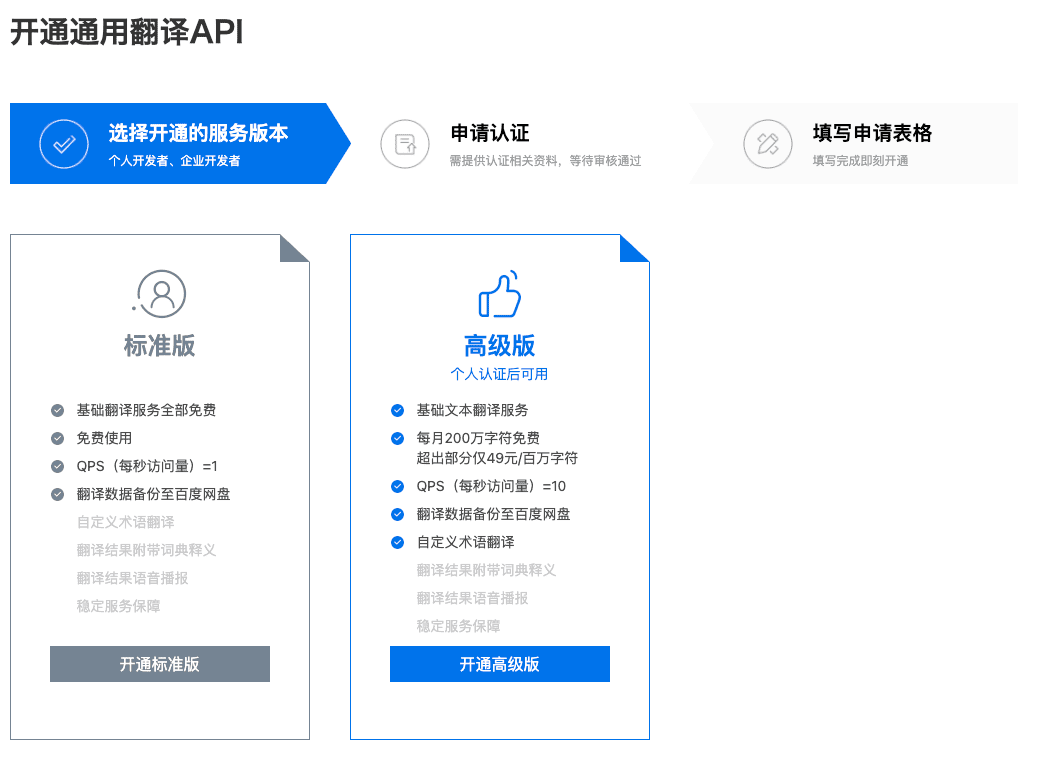 开通通用翻译API
选择开通的服务版本
个人开发者、企业开发者
申请认证
需提供认证相关资料，等待审核通过
填写申请表格
填写完成即刻开通
标准版
基础翻译服务全部免费
免费使用
QPS（每秒访问量）=1
翻译数据备份至百度网盘
自定义术语翻译
翻译结果附带词典释义
翻译结果语音播报
稳定服务保障
开通标准版
高级版
个人认证后可用
基础文本翻译服务
每月200万字符免费
超出部分仅49元/百万字符
QPS（每秒访问量）=10
翻译数据备份至百度网盘
自定义术语翻译
翻译结果附带词典释义
翻译结果语音播报
稳定服务保障
开通高级版